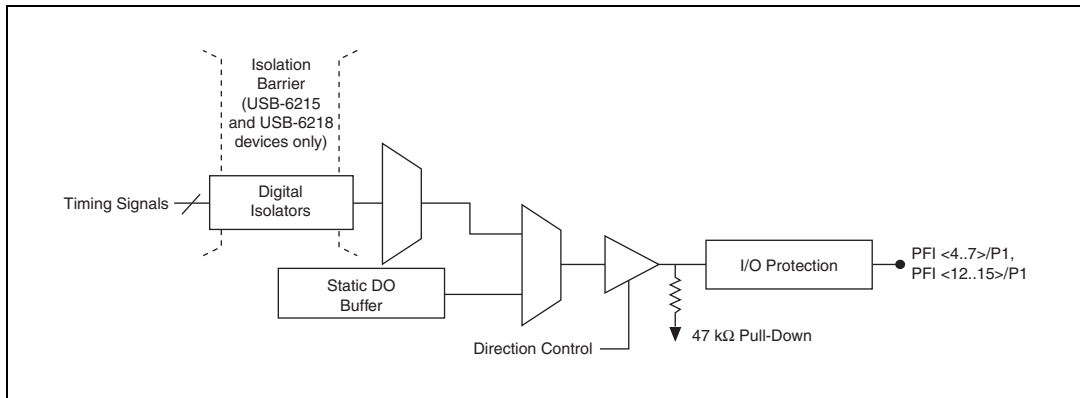 Isolation
Barrier
(USB-6215
and USB-6218
devices only)
Timing Signals
Digital
Isolators
Static DO
Buffer
I/O Protection
PFI <4..7>/P1,
PFI <12..15>/P1
47 kΩ Pull-Down
Direction Control